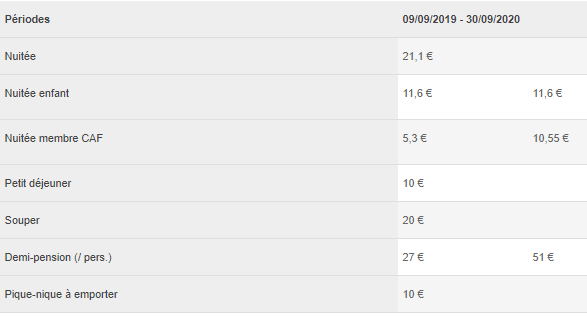 Périodes 09/09/2019 - 30/09/2020
Nuitée 21,1 €
Nuitée enfant 11,6 € 11,6 €
Nuitée membre CAF 5,3 € 10,55 €
Petit déjeuner 10 €
Souper 20 €
Demi-pension (/ pers.) 27 € 51 €
Pique-nique à emporter 10 €